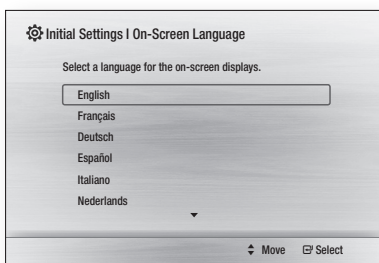 Initial Settings I On-Screen Language
Select a language for the on-screen displays.
English
Français
Deutsch
Español
Italiano
Nederlands
Move Select